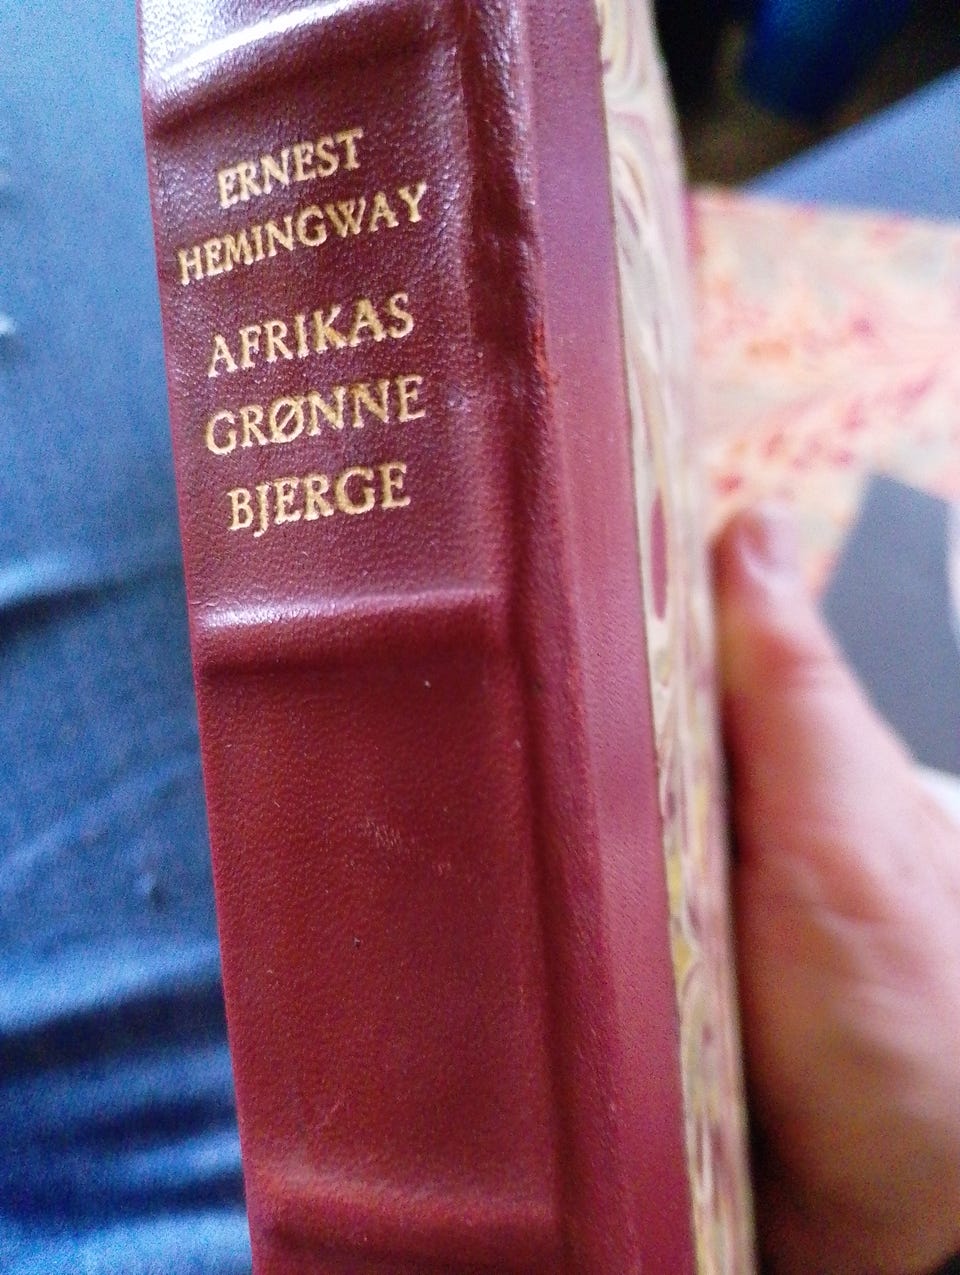 ERNEST
HEMINGWAY
AFRIKAS
GRØNNE
BJERGE